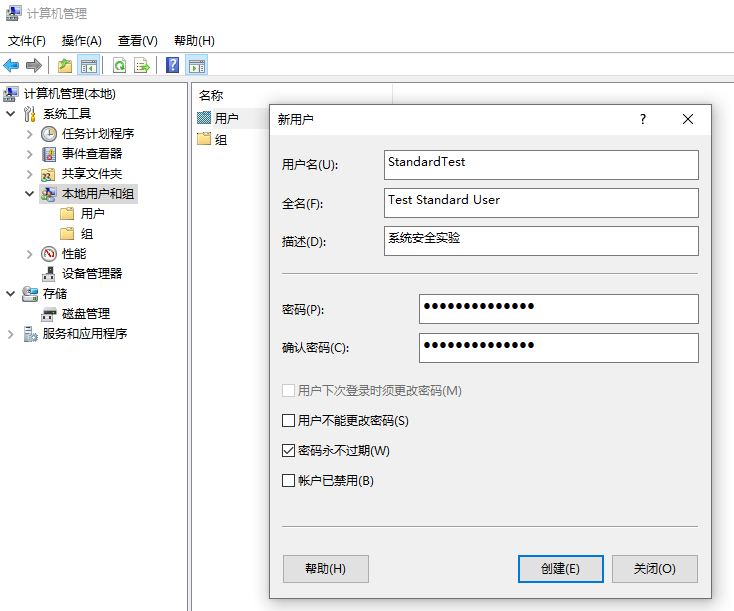 计算机管理
文件(F) 操作(A) 查看(V) 帮助(H)
计算机管理(本地)
系统工具
任务计划程序
事件查看器
共享文件夹
本地用户和组
用户
组
性能
设备管理器
存储
磁盘管理
服务和应用程序
名称
用户
组
新用户
用户名(U): StandardTest
全名(F): Test Standard User
描述(D): 系统安全实验
密码(P): ●●●●●●●●●●●●●●
确认密码(C): ●●●●●●●●●●●●●●
用户下次登录时须更改密码(M)
用户不能更改密码(S)
密码永不过期(W)
帐户已禁用(B)
帮助(H) 创建(E) 关闭(O)